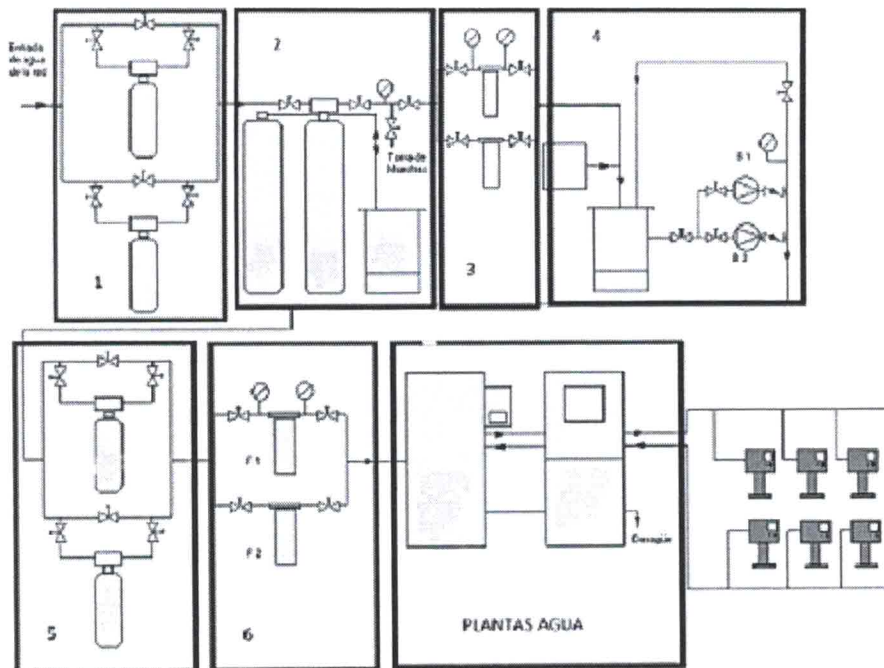 Entrada
de agua
de la red
1
2
Toma de
Muestras
3
4
B 1
B 2
5
F 1
F 2
6
Desagüe
PLANTAS AGUA